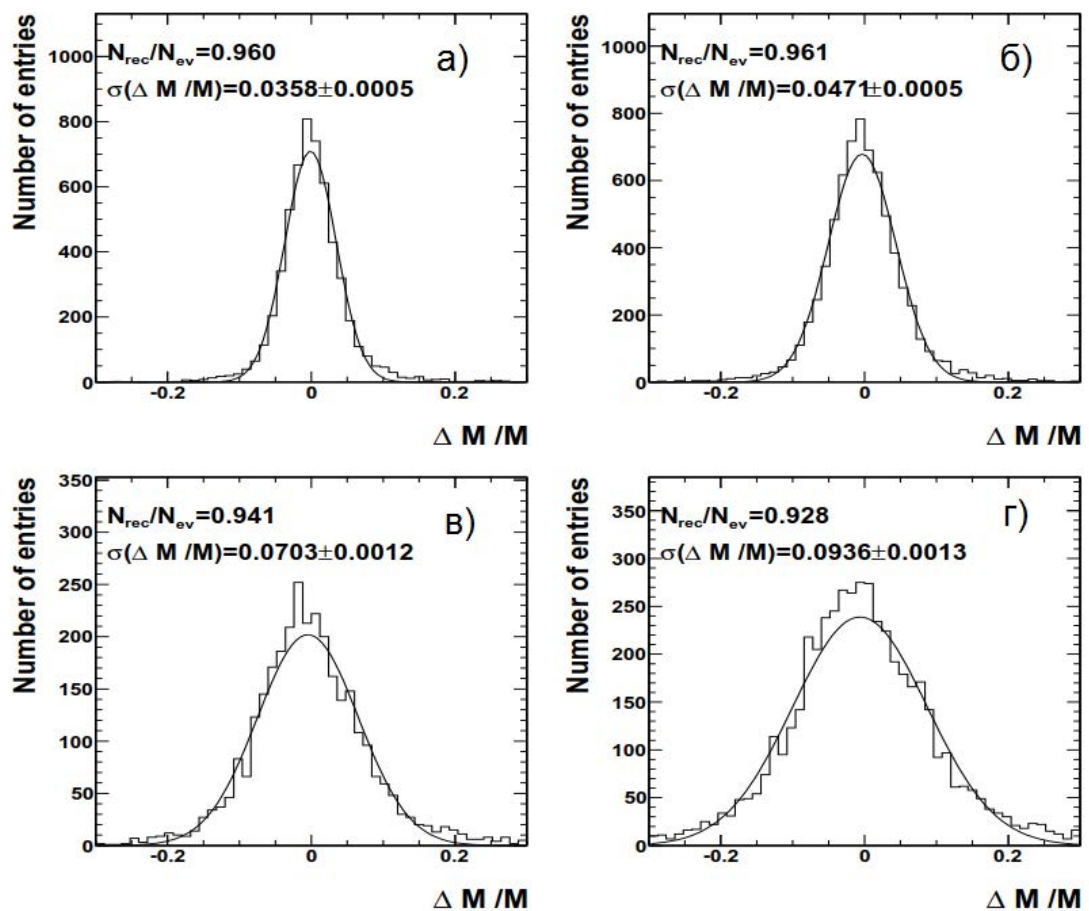 Number of entries
1000
800
600
400
200
0
N_rec/N_ev=0.960
а)
σ(Δ M /M)=0.0358±0.0005
-0.2
0
0.2
Δ M /M
Number of entries
1000
800
600
400
200
0
N_rec/N_ev=0.961
б)
σ(Δ M /M)=0.0471±0.0005
-0.2
0
0.2
Δ M /M
Number of entries
350
300
250
200
150
100
50
0
N_rec/N_ev=0.941
в)
σ(Δ M /M)=0.0703±0.0012
-0.2
0
0.2
Δ M /M
Number of entries
350
300
250
200
150
100
50
0
N_rec/N_ev=0.928
г)
σ(Δ M /M)=0.0936±0.0013
-0.2
0
0.2
Δ M /M